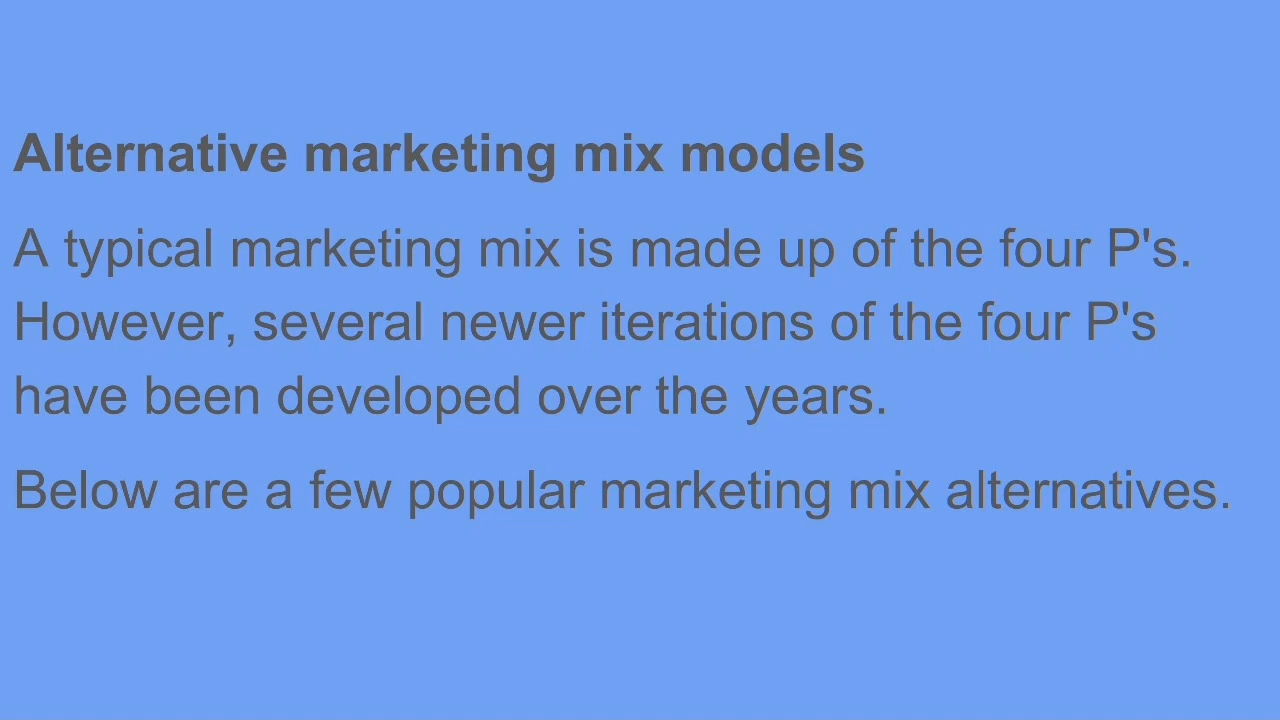 Alternative marketing mix models
A typical marketing mix is made up of the four P's.
However, several newer iterations of the four P's
have been developed over the years.
Below are a few popular marketing mix alternatives.